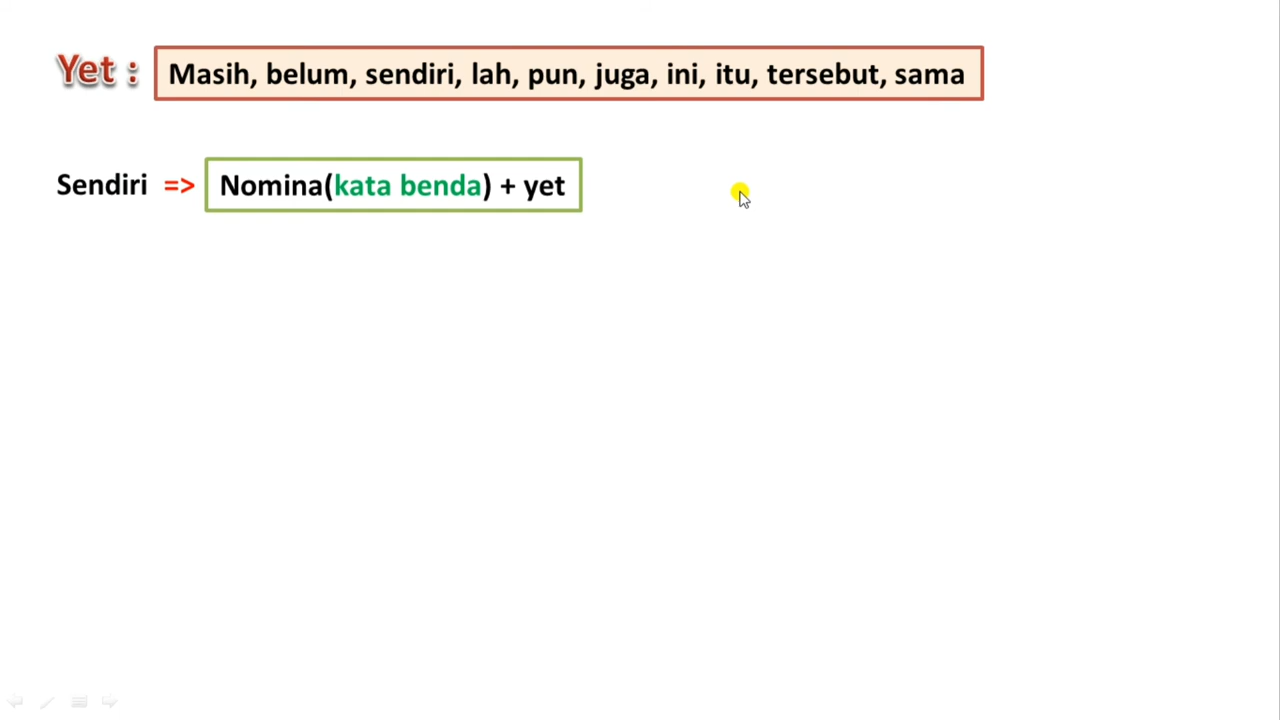 Yet : Masih, belum, sendiri, lah, pun, juga, ini, itu, tersebut, sama
Sendiri => Nomina(kata benda) + yet